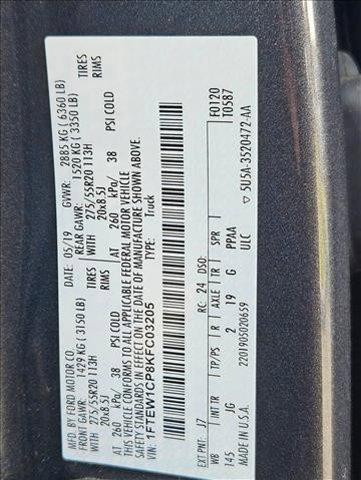 MFD. BY FORD MOTOR CO.
DATE: 05/19 GVWR: 2885 KG ( 6360 LB)
FRONT GAWR: 1429 KG (3150 LB) REAR GAWR: 1520 KG ( 3350 LB)
275/55R20 113H WITH TIRES 275/55R20 113H WITH TIRES
20x8.5J RIMS 20x8.5J RIMS
260 kPa/ 38 PSI COLD 260 kPa/ 38 PSI COLD
THIS VEHICLE CONFORMS TO ALL APPLICABLE FEDERAL MOTOR VEHICLE
SAFETY STANDARDS IN EFFECT ON THE DATE OF MANUFACTURE SHOWN ABOVE.
VIN: 1FTEW1CP8KFC03205 TYPE: Truck
F0120
T0587
EXT PNT: J7 RC: 24 DSO:
WB TP/PS R AXLE TR SPR
145 JG 2 19 G PPAA
MADE IN U.S.A. 2201905020659 ULC ▽ 5U5A-3520472-AA